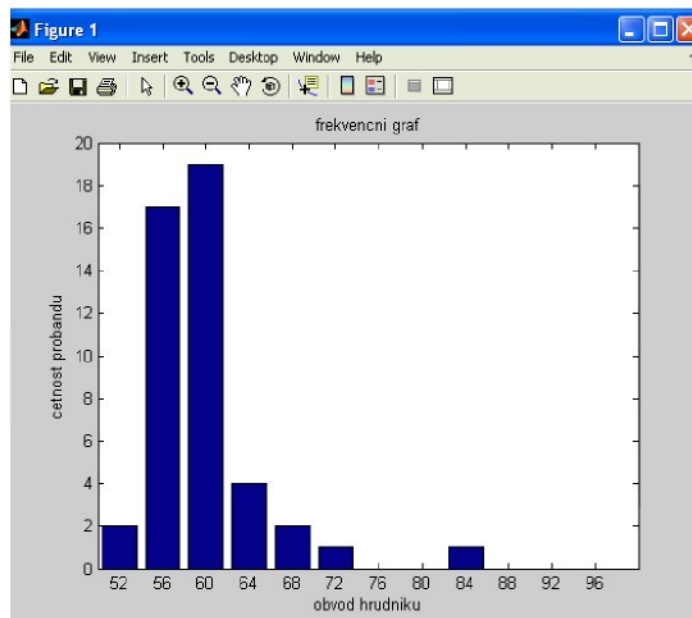 Figure 1
File Edit View Insert Tools Desktop Window Help
frekvencni graf
20
18
16
14
12
10
8
6
4
2
0
cetnost probandu
52 56 60 64 68 72 76 80 84 88 92 96
obvod hrudniku